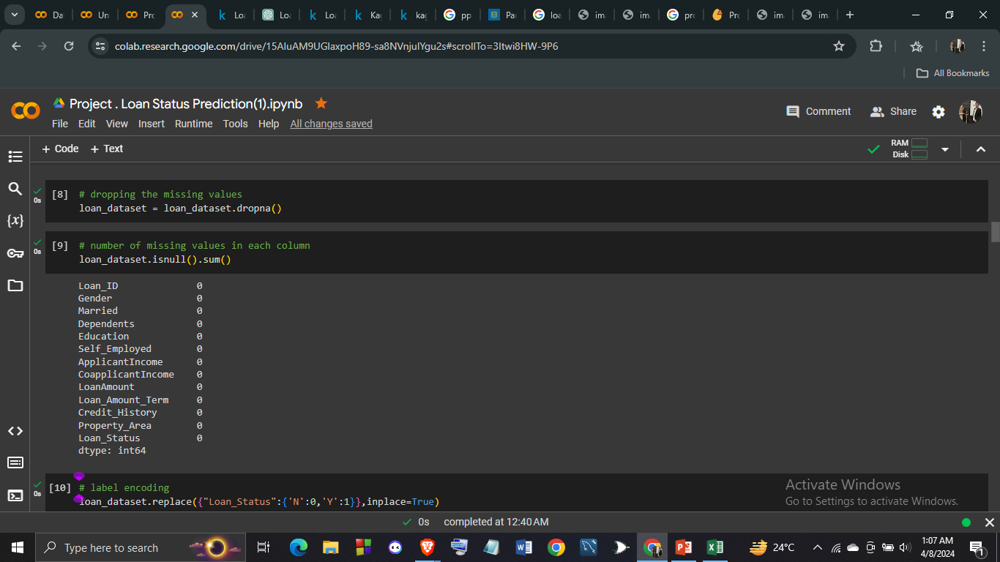 Da
Un
Pro
Loa
Loa
Loa
Kag
kag
pp
Par
loa
ima
ima
pro
Pro
ima
ima
colab.research.google.com/drive/15AIuAM9UGIaxpoH89-sa8NVnjulYgu2s#scrollTo=3Itwi8HW-9P6
All Bookmarks
Project . Loan Status Prediction(1).ipynb
File Edit View Insert Runtime Tools Help All changes saved
Comment Share
+ Code + Text
RAM
Disk
[8] # dropping the missing values
0s
loan_dataset = loan_dataset.dropna()
[9] # number of missing values in each column
0s
loan_dataset.isnull().sum()
Loan_ID 0
Gender 0
Married 0
Dependents 0
Education 0
Self_Employed 0
ApplicantIncome 0
CoapplicantIncome 0
LoanAmount 0
Loan_Amount_Term 0
Credit_History 0
Property_Area 0
Loan_Status 0
dtype: int64
[10] # label encoding
0s
loan_dataset.replace({"Loan_Status":{'N':0,'Y':1}},inplace=True)
Activate Windows
Go to Settings to activate Windows.
0s completed at 12:40 AM
Type here to search
24°C
1:07 AM
4/8/2024
1